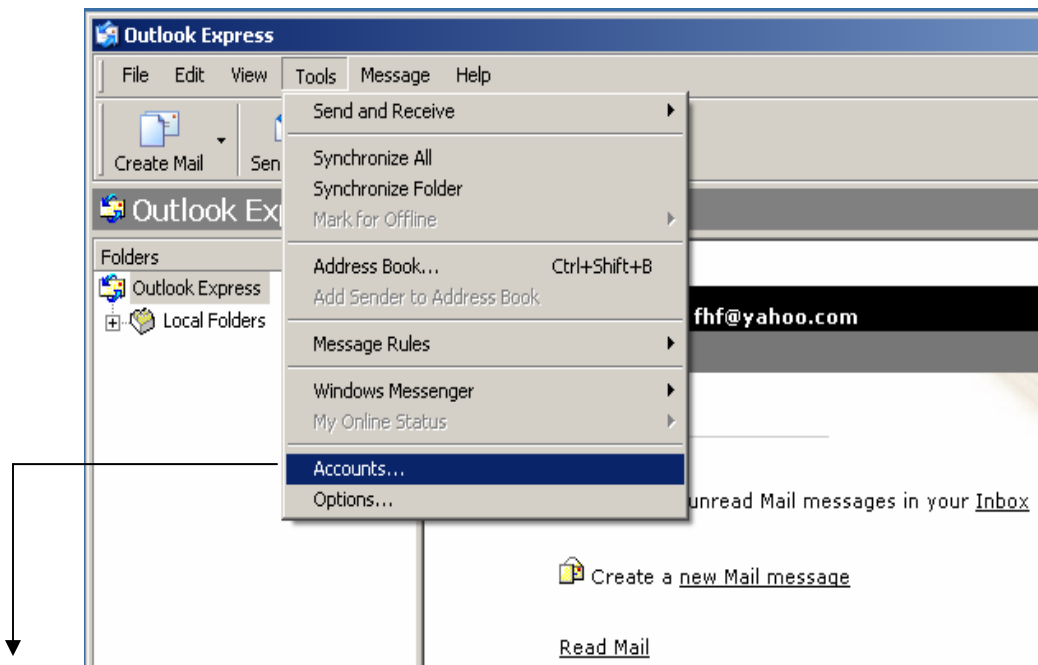 Outlook Express
File Edit View Tools Message Help
Create Mail Sen
Send and Receive
Synchronize All
Synchronize Folder
Mark for Offline
Address Book... Ctrl+Shift+B
Add Sender to Address Book
Message Rules
Windows Messenger
My Online Status
Accounts...
Options...
Outlook Ex
Folders
Outlook Express
Local Folders
fhf@yahoo.com
unread Mail messages in your Inbox
Create a new Mail message
Read Mail